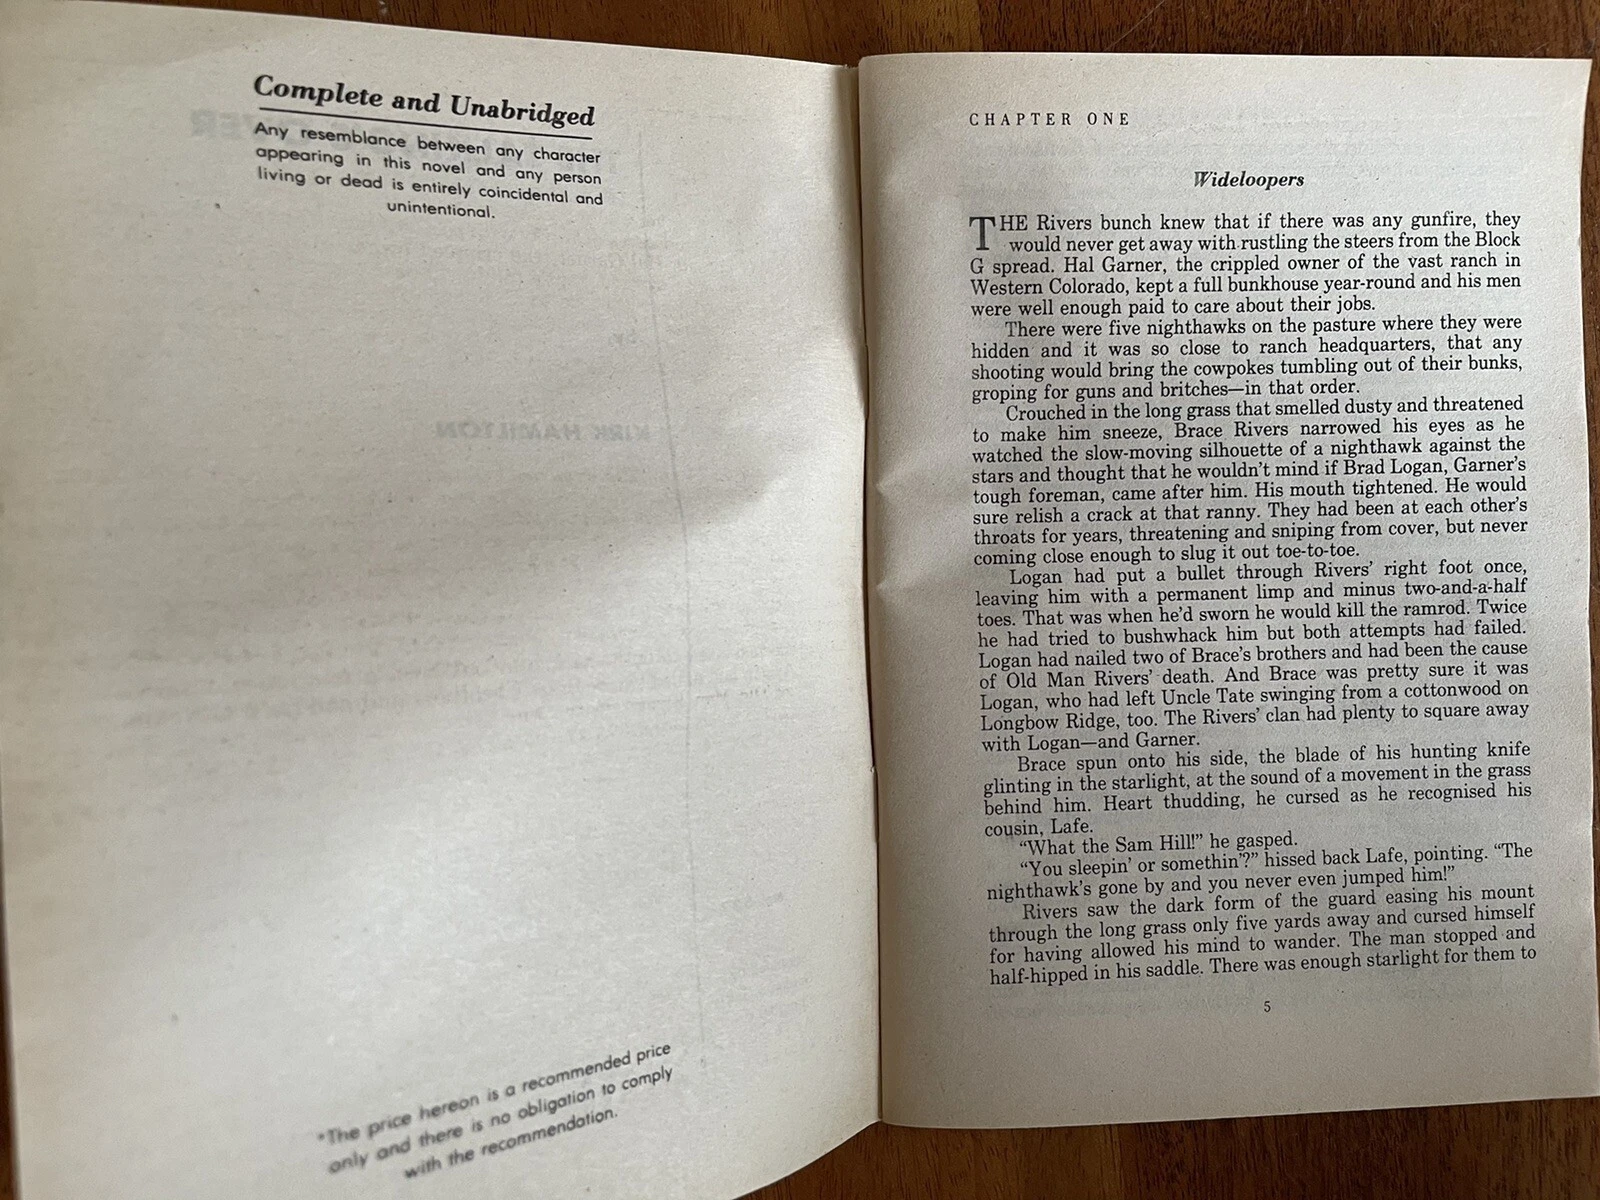 Complete and Unabridged
Any resemblance between any character
appearing in this novel and any person
living or dead is entirely coincidental and
unintentional.
*The price hereon is a recommended price
only and there is no obligation to comply
with the recommendation.
CHAPTER ONE
Wideloopers
THE Rivers bunch knew that if there was any gunfire, they
would never get away with rustling the steers from the Block
G spread. Hal Garner, the crippled owner of the vast ranch in
Western Colorado, kept a full bunkhouse year-round and his men
were well enough paid to care about their jobs.
There were five nighthawks on the pasture where they were
hidden and it was so close to ranch headquarters, that any
shooting would bring the cowpokes tumbling out of their bunks,
groping for guns and britches—in that order.
Crouched in the long grass that smelled dusty and threatened
to make him sneeze, Brace Rivers narrowed his eyes as he
watched the slow-moving silhouette of a nighthawk against the
stars and thought that he wouldn't mind if Brad Logan, Garner's
tough foreman, came after him. His mouth tightened. He would
sure relish a crack at that ranny. They had been at each other's
throats for years, threatening and sniping from cover, but never
coming close enough to slug it out toe-to-toe.
Logan had put a bullet through Rivers' right foot once,
leaving him with a permanent limp and minus two-and-a-half
toes. That was when he'd sworn he would kill the ramrod. Twice
he had tried to bushwhack him but both attempts had failed.
Logan had nailed two of Brace's brothers and had been the cause
of Old Man Rivers' death. And Brace was pretty sure it was
Logan, who had left Uncle Tate swinging from a cottonwood on
Longbow Ridge, too. The Rivers' clan had plenty to square away
with Logan—and Garner.
Brace spun onto his side, the blade of his hunting knife
glinting in the starlight, at the sound of a movement in the grass
behind him. Heart thudding, he cursed as he recognised his
cousin, Lafe.
"What the Sam Hill!" he gasped.
"You sleepin' or somethin'?" hissed back Lafe, pointing. "The
nighthawk's gone by and you never even jumped him!"
Rivers saw the dark form of the guard easing his mount
through the long grass only five yards away and cursed himself
for having allowed his mind to wander. The man stopped and
half-hipped in his saddle. There was enough starlight for them to
5